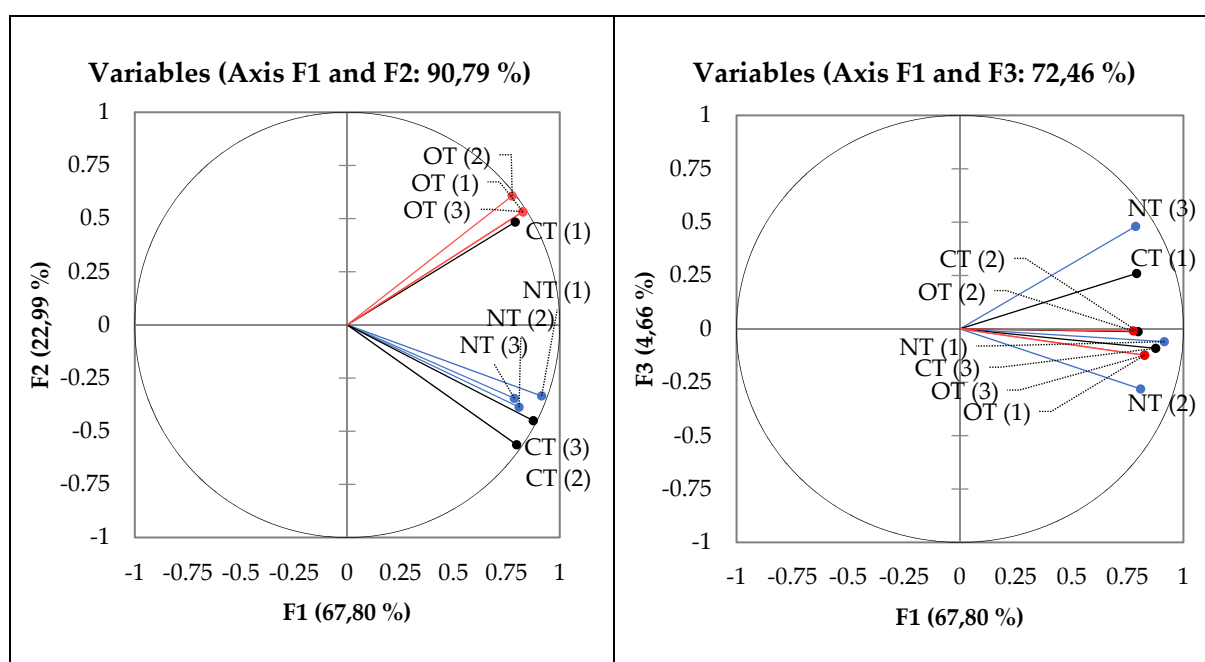 Variables (Axis F1 and F2: 90,79 %)
1
0.75
0.5
0.25
0
-0.25
-0.5
-0.75
-1
F2 (22,99 %)
OT (2)
OT (1)
OT (3)
CT (1)
NT (1)
NT (2)
NT (3)
CT (3)
CT (2)
-1 -0.75 -0.5 -0.25 0 0.25 0.5 0.75 1
F1 (67,80 %)
Variables (Axis F1 and F3: 72,46 %)
1
0.75
0.5
0.25
0
-0.25
-0.5
-0.75
-1
F3 (4,66 %)
NT (3)
CT (2)
CT (1)
OT (2)
NT (1)
CT (3)
OT (3)
NT (2)
OT (1)
-1 -0.75 -0.5 -0.25 0 0.25 0.5 0.75 1
F1 (67,80 %)